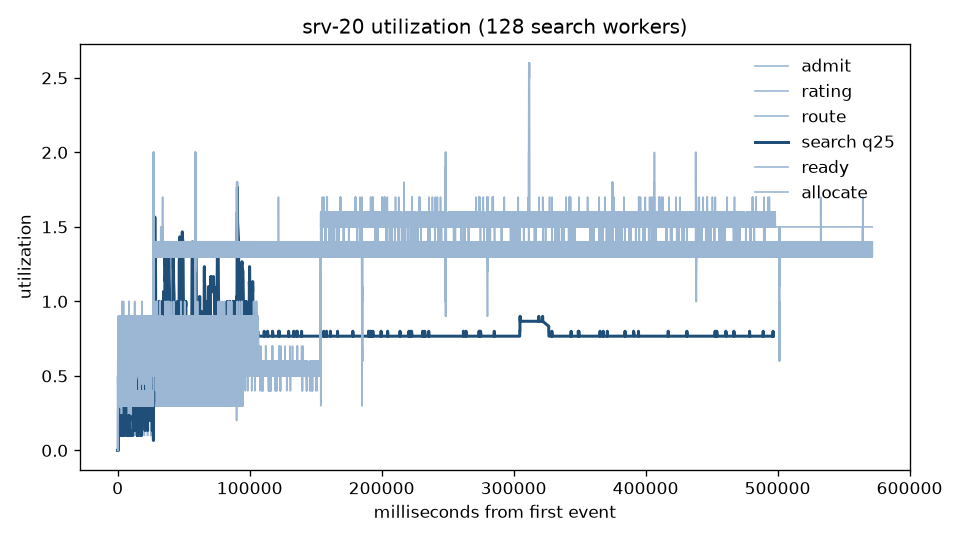 srv-20 utilization (128 search workers)
utilization
2.5
2.0
1.5
1.0
0.5
0.0
admit
rating
route
search q25
ready
allocate
0 100000 200000 300000 400000 500000 600000
milliseconds from first event